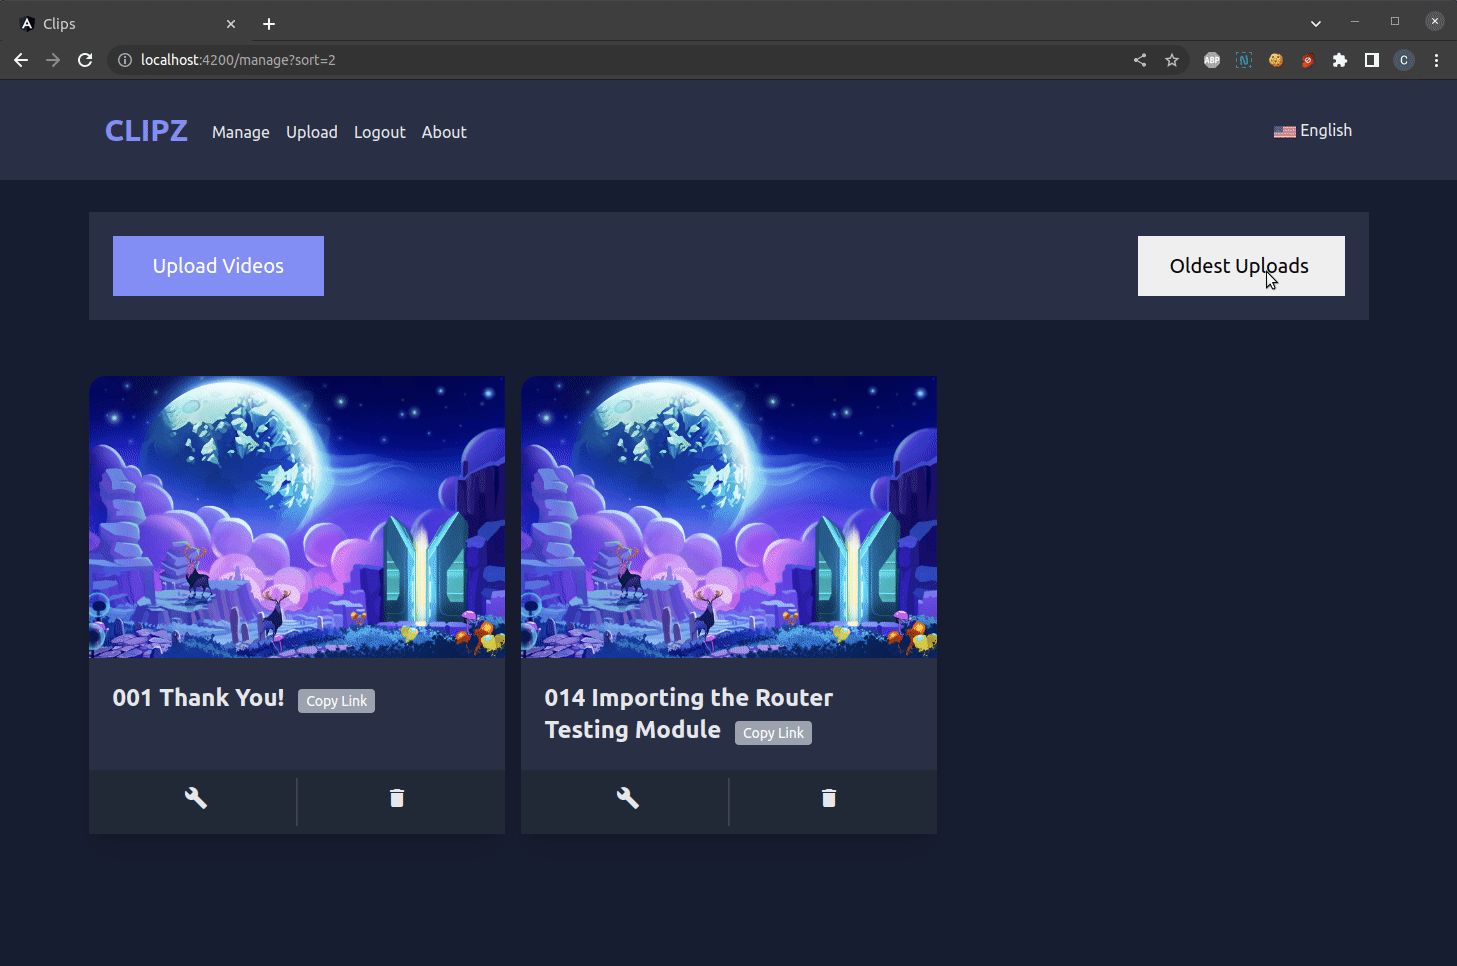 Clips
localhost:4200/manage?sort=2
ABP
N
C
CLIPZ Manage Upload Logout About
English
Upload Videos
Oldest Uploads
001 Thank You! Copy Link
014 Importing the Router
Testing Module Copy Link